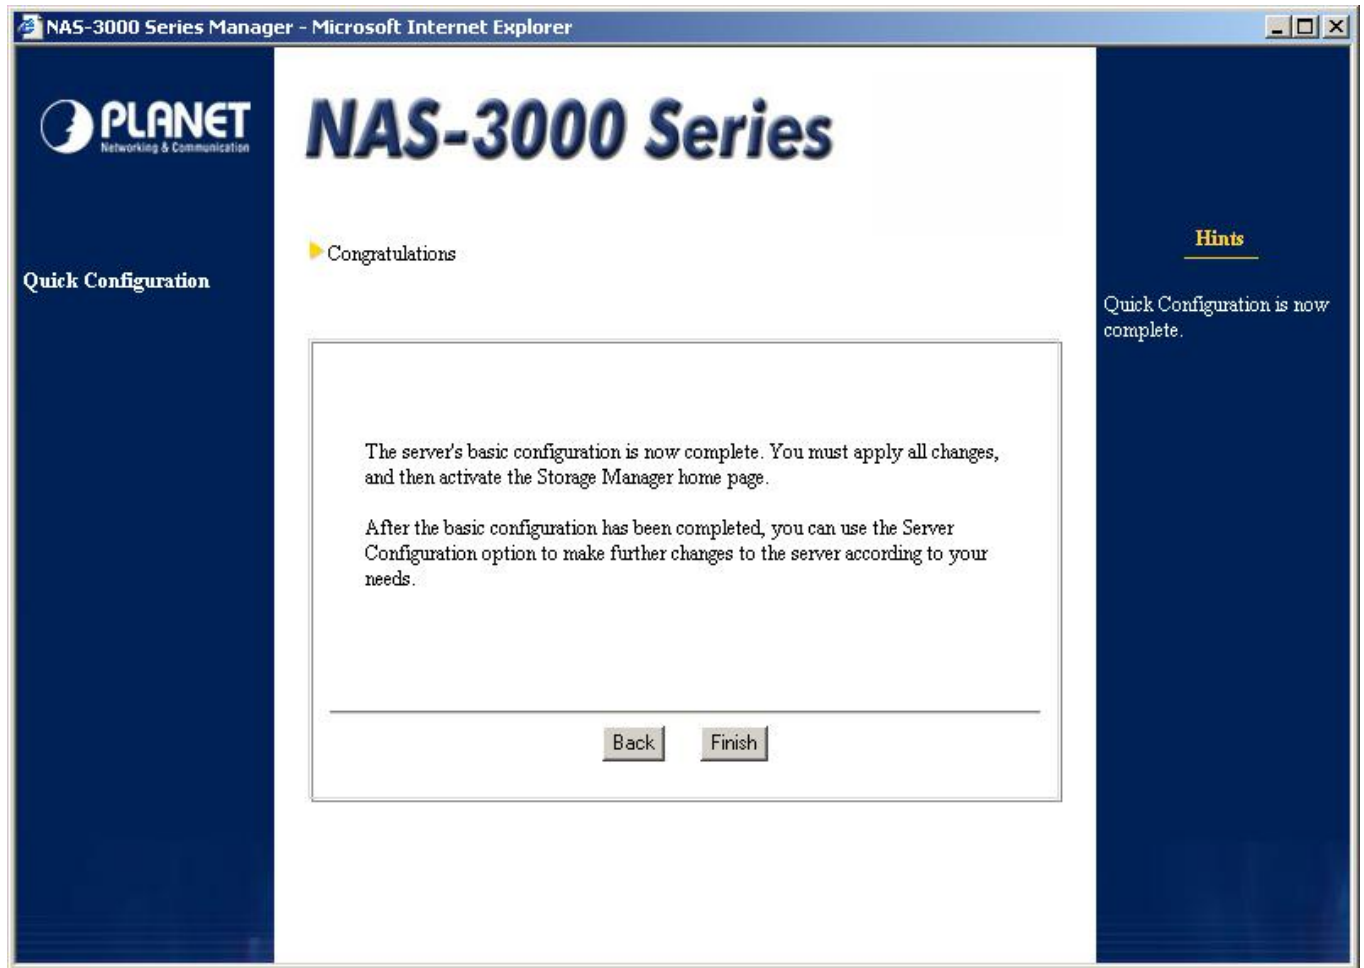 NAS-3000 Series Manager - Microsoft Internet Explorer
PLANET
Networking & Communication
NAS-3000 Series
Quick Configuration
Congratulations
The server's basic configuration is now complete. You must apply all changes,
and then activate the Storage Manager home page.
After the basic configuration has been completed, you can use the Server
Configuration option to make further changes to the server according to your
needs.
Back
Finish
Hints
Quick Configuration is now
complete.